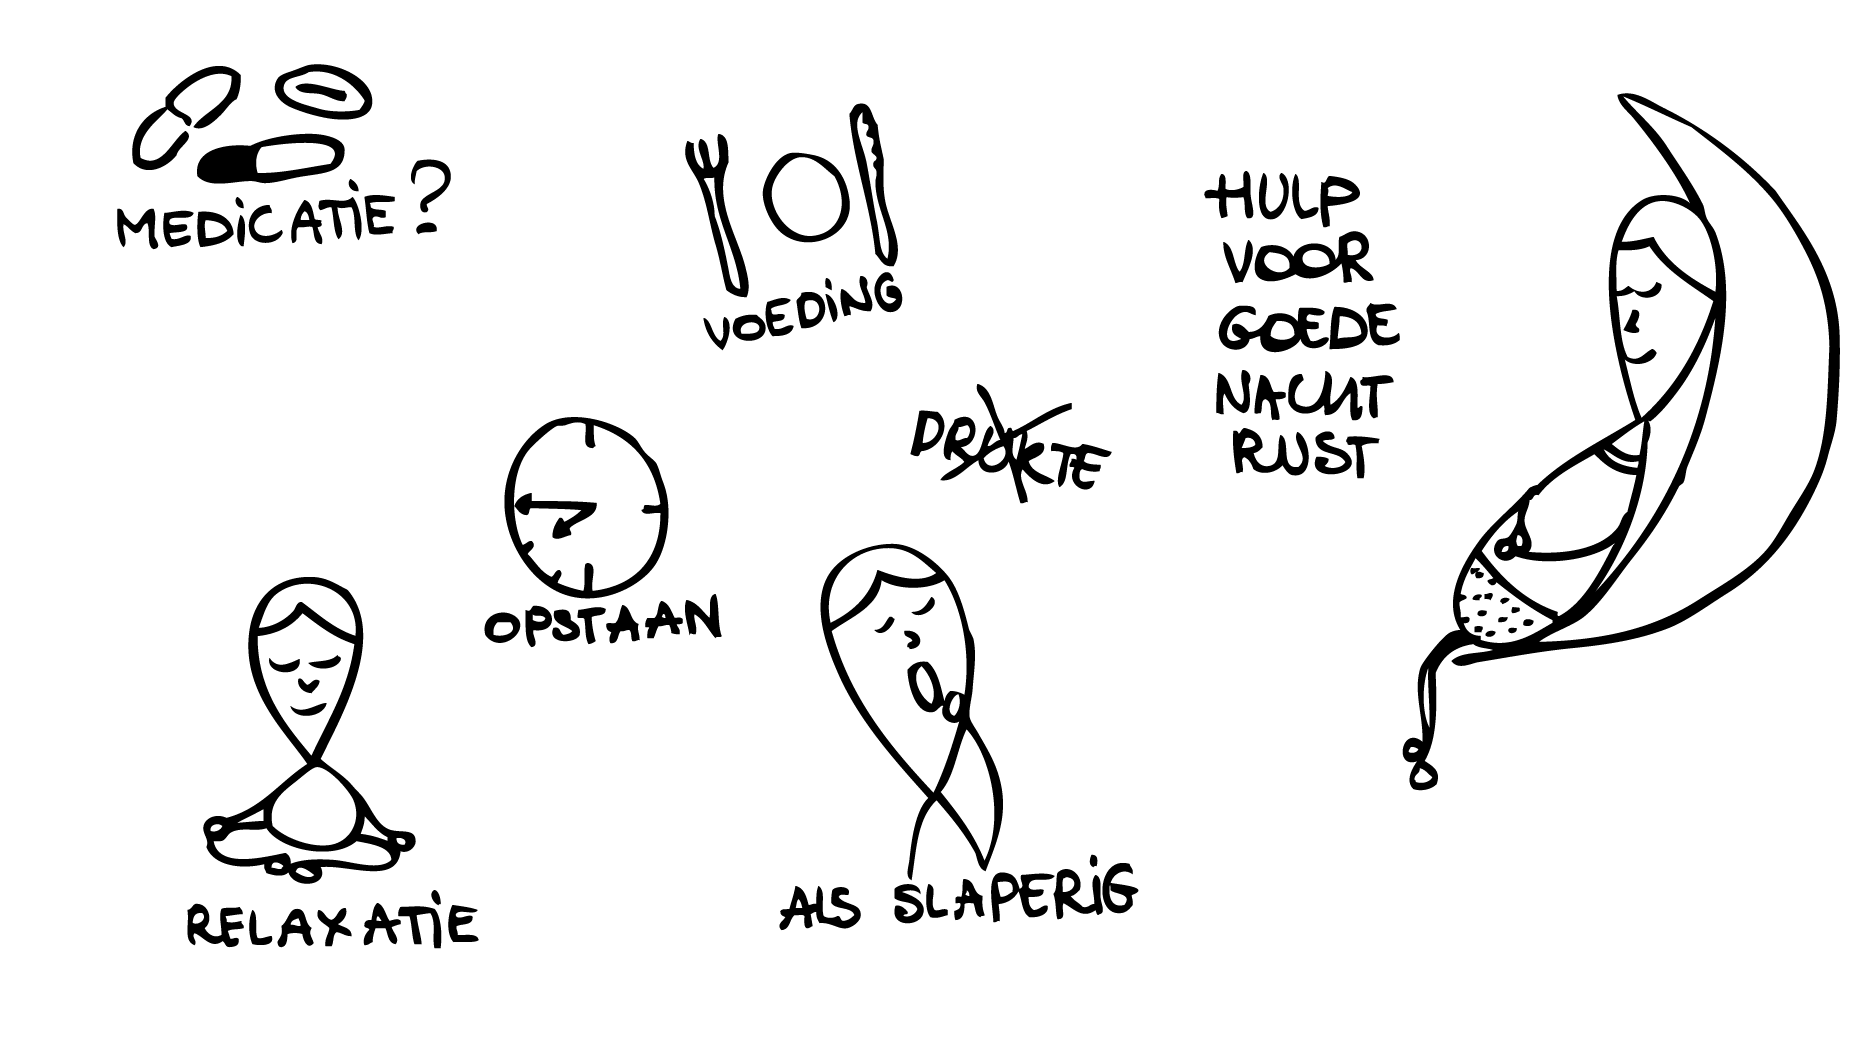 MEDICATIE?
VOEDING
HULP
VOOR
GOEDE
NACHT
RUST
DRUKTE
OPSTAAN
RELAXATIE
ALS SLAPERIG